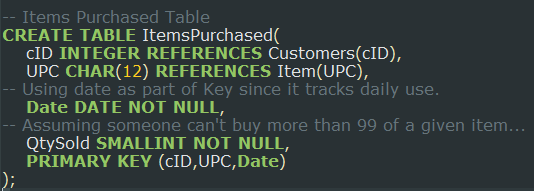 -- Items Purchased Table
CREATE TABLE ItemsPurchased(
cID INTEGER REFERENCES Customers(cID),
UPC CHAR(12) REFERENCES Item(UPC),
-- Using date as part of Key since it tracks daily use.
Date DATE NOT NULL,
-- Assuming someone can't buy more than 99 of a given item...
QtySold SMALLINT NOT NULL,
PRIMARY KEY (cID,UPC,Date)
);